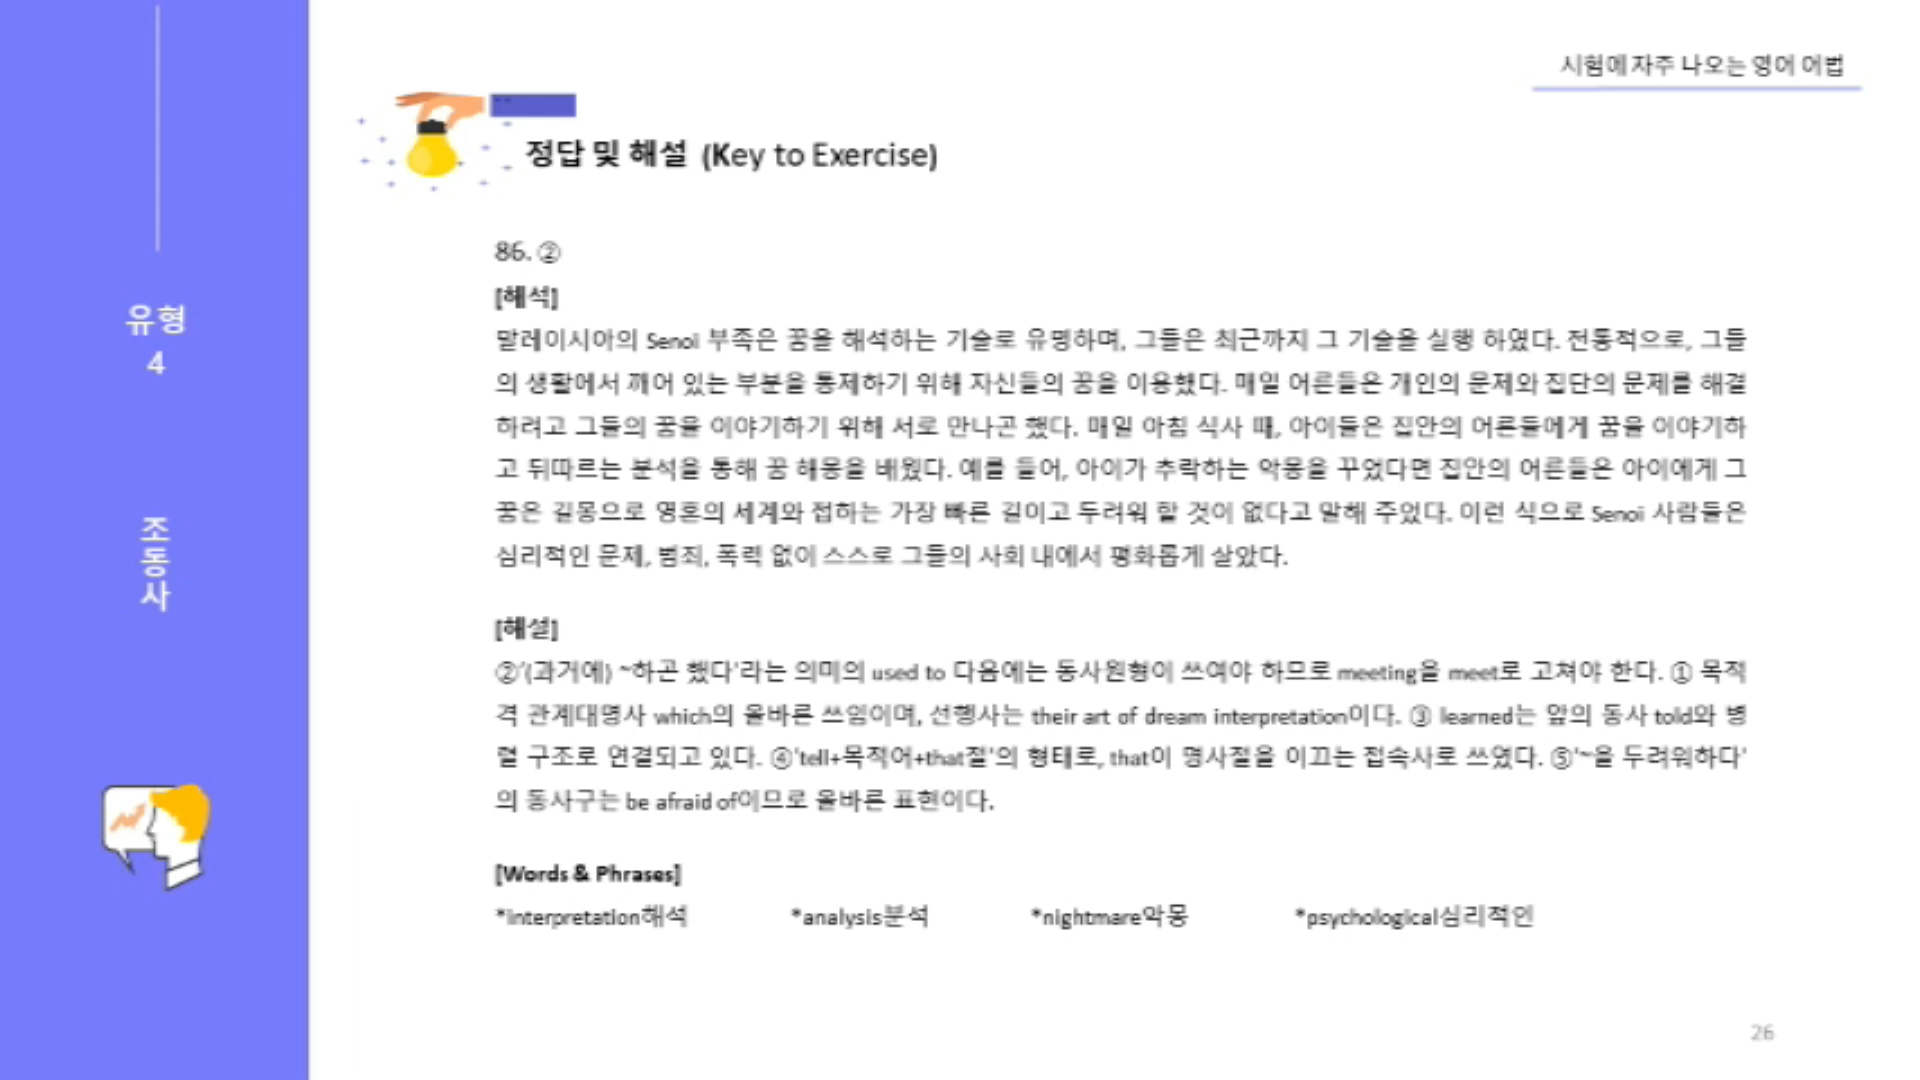 시험에 자주 나오는 영어 어법
정답 및 해설 (Key to Exercise)
유형
4
조
동
사
86. ②
[해석]
말레이시아의 Senoi 부족은 꿈을 해석하는 기술로 유명하며, 그들은 최근까지 그 기술을 실행 하였다. 전통적으로, 그들
의 생활에서 깨어 있는 부분을 통제하기 위해 자신들의 꿈을 이용했다. 매일 어른들은 개인의 문제와 집단의 문제를 해결
하려고 그들의 꿈을 이야기하기 위해 서로 만나곤 했다. 매일 아침 식사 때, 아이들은 집안의 어른들에게 꿈을 이야기하
고 뒤따르는 분석을 통해 꿈 해몽을 배웠다. 예를 들어, 아이가 추락하는 악몽을 꾸었다면 집안의 어른들은 아이에게 그
꿈은 길몽으로 영혼의 세계와 접하는 가장 빠른 길이고 두려워 할 것이 없다고 말해 주었다. 이런 식으로 Senoi 사람들은
심리적인 문제, 범죄, 폭력 없이 스스로 그들의 사회 내에서 평화롭게 살았다.
[해설]
②'(과거에) ~하곤 했다'라는 의미의 used to 다음에는 동사원형이 쓰여야 하므로 meeting을 meet로 고쳐야 한다. ① 목적
격 관계대명사 which의 올바른 쓰임이며, 선행사는 their art of dream interpretation이다. ③ learned는 앞의 동사 told와 병
렬 구조로 연결되고 있다. ④'tell+목적어+that절'의 형태로, that이 명사절을 이끄는 접속사로 쓰였다. ⑤'~을 두려워하다'
의 동사구는 be afraid of이므로 올바른 표현이다.
[Words & Phrases]
*interpretation해석 *analysis분석 *nightmare악몽 *psychological심리적인
26